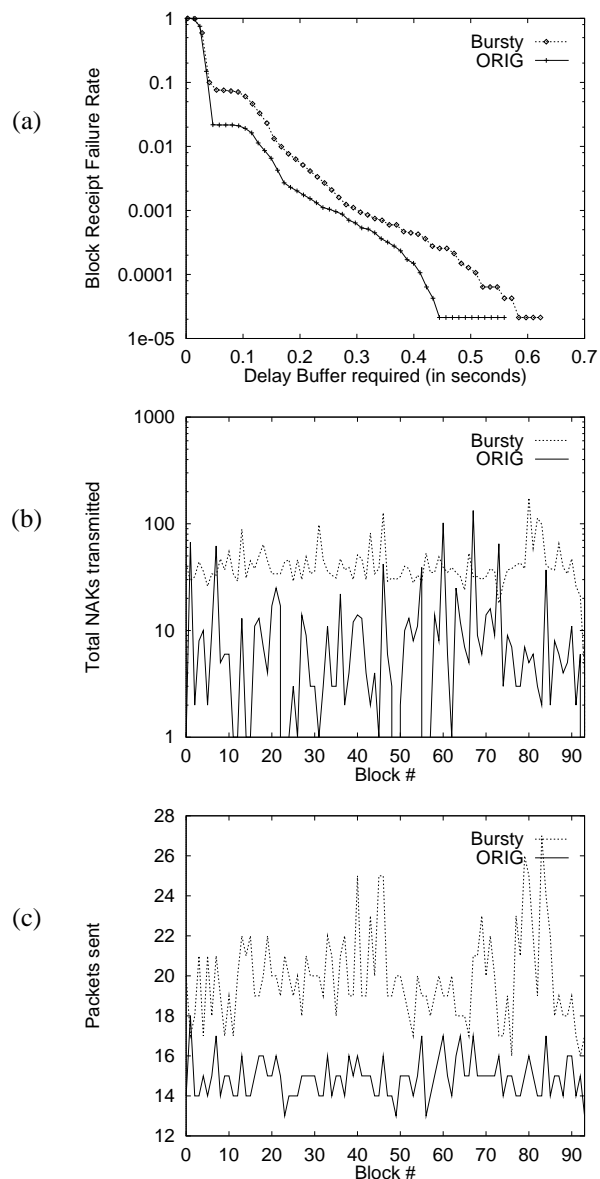 (a)
Block Receipt Failure Rate
1
0.1
0.01
0.001
0.0001
1e-05
0 0.1 0.2 0.3 0.4 0.5 0.6 0.7
Delay Buffer required (in seconds)
Bursty
ORIG
(b)
Total NAKs transmitted
1000
100
10
1
0 10 20 30 40 50 60 70 80 90
Block #
Bursty
ORIG
(c)
Packets sent
28
26
24
22
20
18
16
14
12
0 10 20 30 40 50 60 70 80 90
Block #
Bursty
ORIG